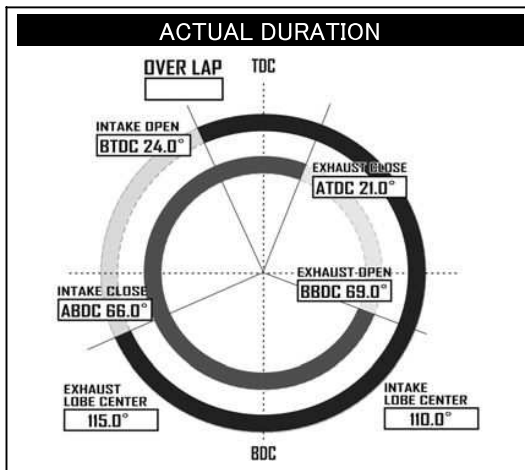 ACTUAL DURATION
OVER LAP
TDC
INTAKE OPEN
BTDC 24.0°
EXHAUST CLOSE
ATDC 21.0°
EXHAUST OPEN
BBDC 69.0°
INTAKE CLOSE
ABDC 66.0°
EXHAUST
LOBE CENTER
115.0°
INTAKE
LOBE CENTER
110.0°
BDC